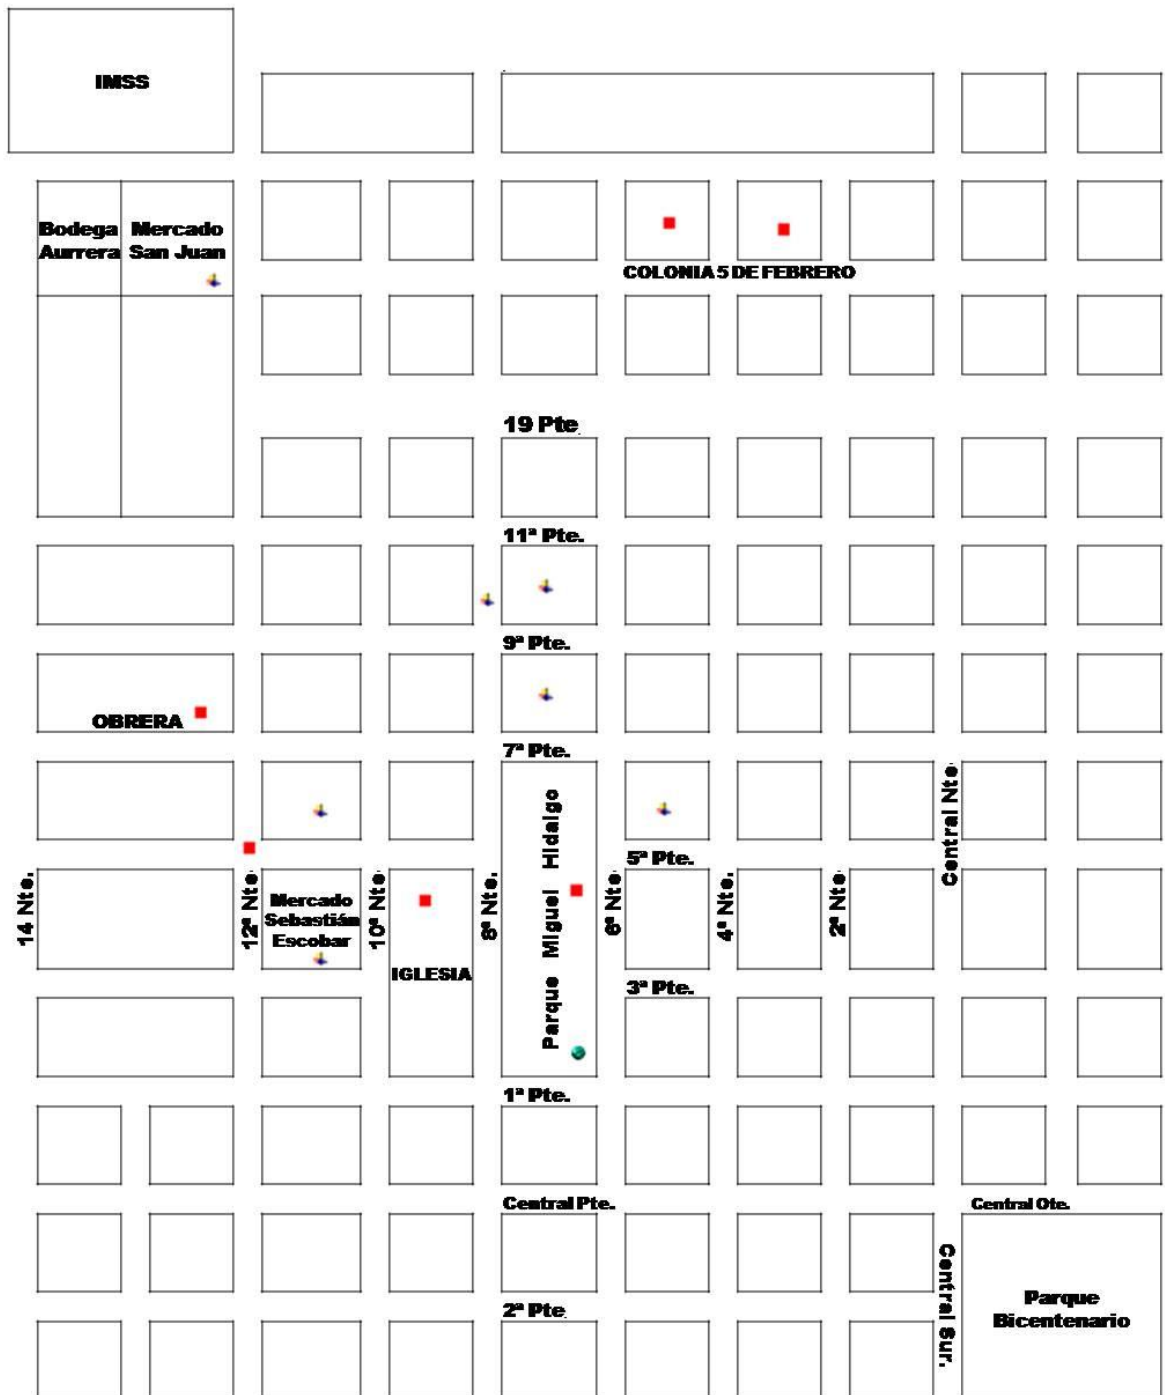 IMSS
Bodega
Aurrera
Mercado
San Juan
COLONIA 5 DE FEBRERO
19 Pte
11ª Pte.
9ª Pte.
OBRERA
7ª Pte.
Central Nte
Parque Miguel Hidalgo
5ª Pte.
14 Nte.
12ª Nte
Mercado
Sebastián
Escobar
10ª Nte
IGLESIA
8ª Nte.
6ª Nte
4ª Nte.
2ª Nte
3ª Pte.
1ª Pte.
Central Pte.
Central Ote.
Central Sur.
Parque
Bicentenario
2ª Pte